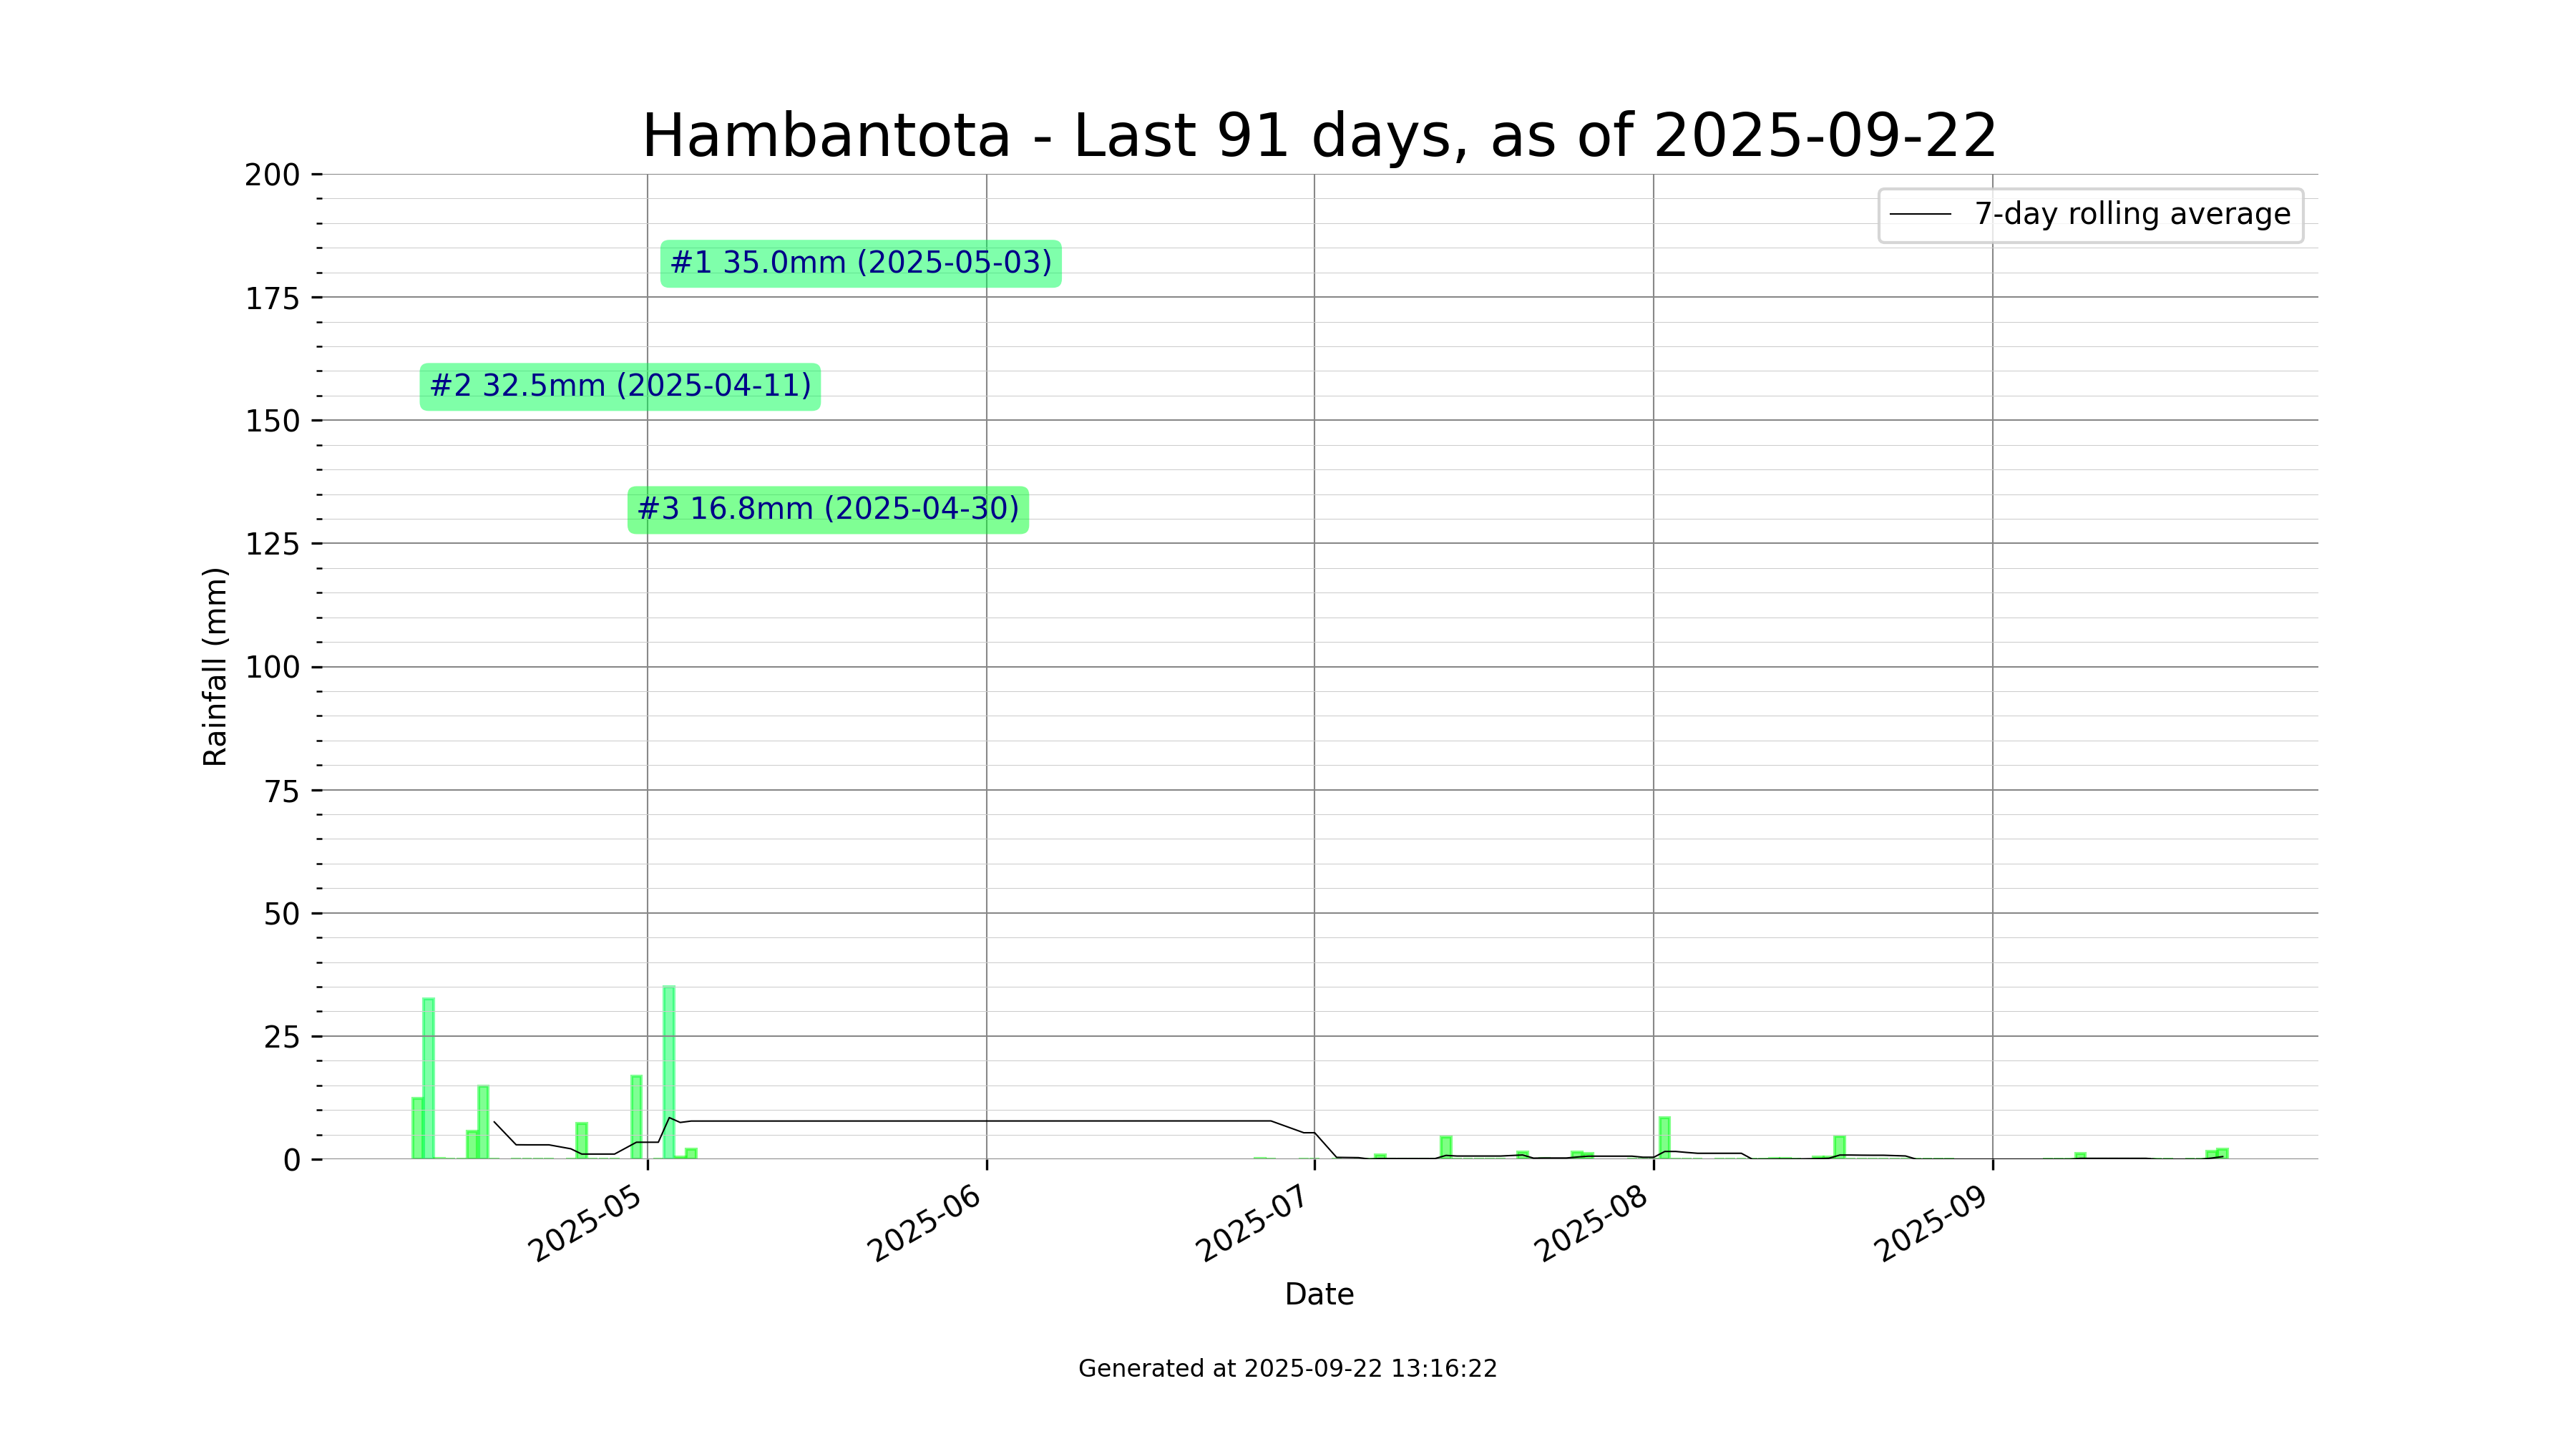 Hambantota - Last 91 days, as of 2025-09-22
7-day rolling average
#1 35.0mm (2025-05-03)
#2 32.5mm (2025-04-11)
#3 16.8mm (2025-04-30)
Rainfall (mm)
200
175
150
125
100
75
50
25
0
2025-05
2025-06
2025-07
2025-08
2025-09
Date
Generated at 2025-09-22 13:16:22